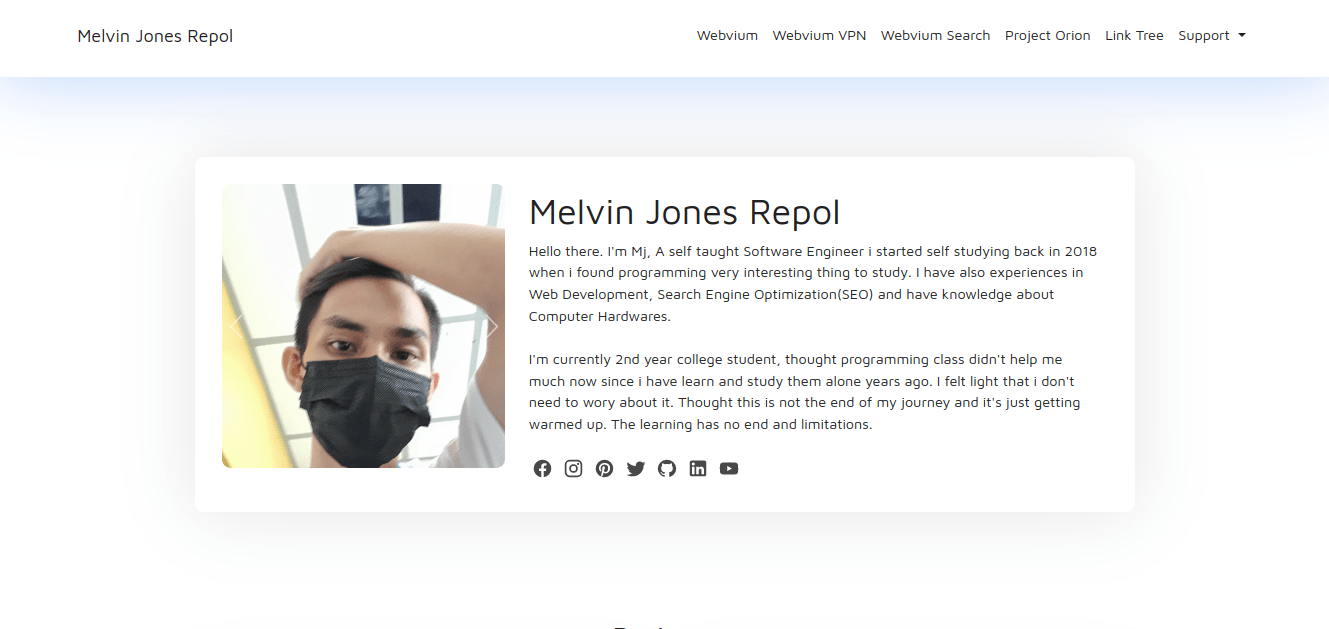 Melvin Jones Repol
Webvium Webvium VPN Webvium Search Project Orion Link Tree Support
Melvin Jones Repol
Hello there. I'm Mj, A self taught Software Engineer i started self studying back in 2018
when i found programming very interesting thing to study. I have also experiences in
Web Development, Search Engine Optimization(SEO) and have knowledge about
Computer Hardwares.
I'm currently 2nd year college student, thought programming class didn't help me
much now since i have learn and study them alone years ago. I felt light that i don't
need to wory about it. Thought this is not the end of my journey and it's just getting
warmed up. The learning has no end and limitations.